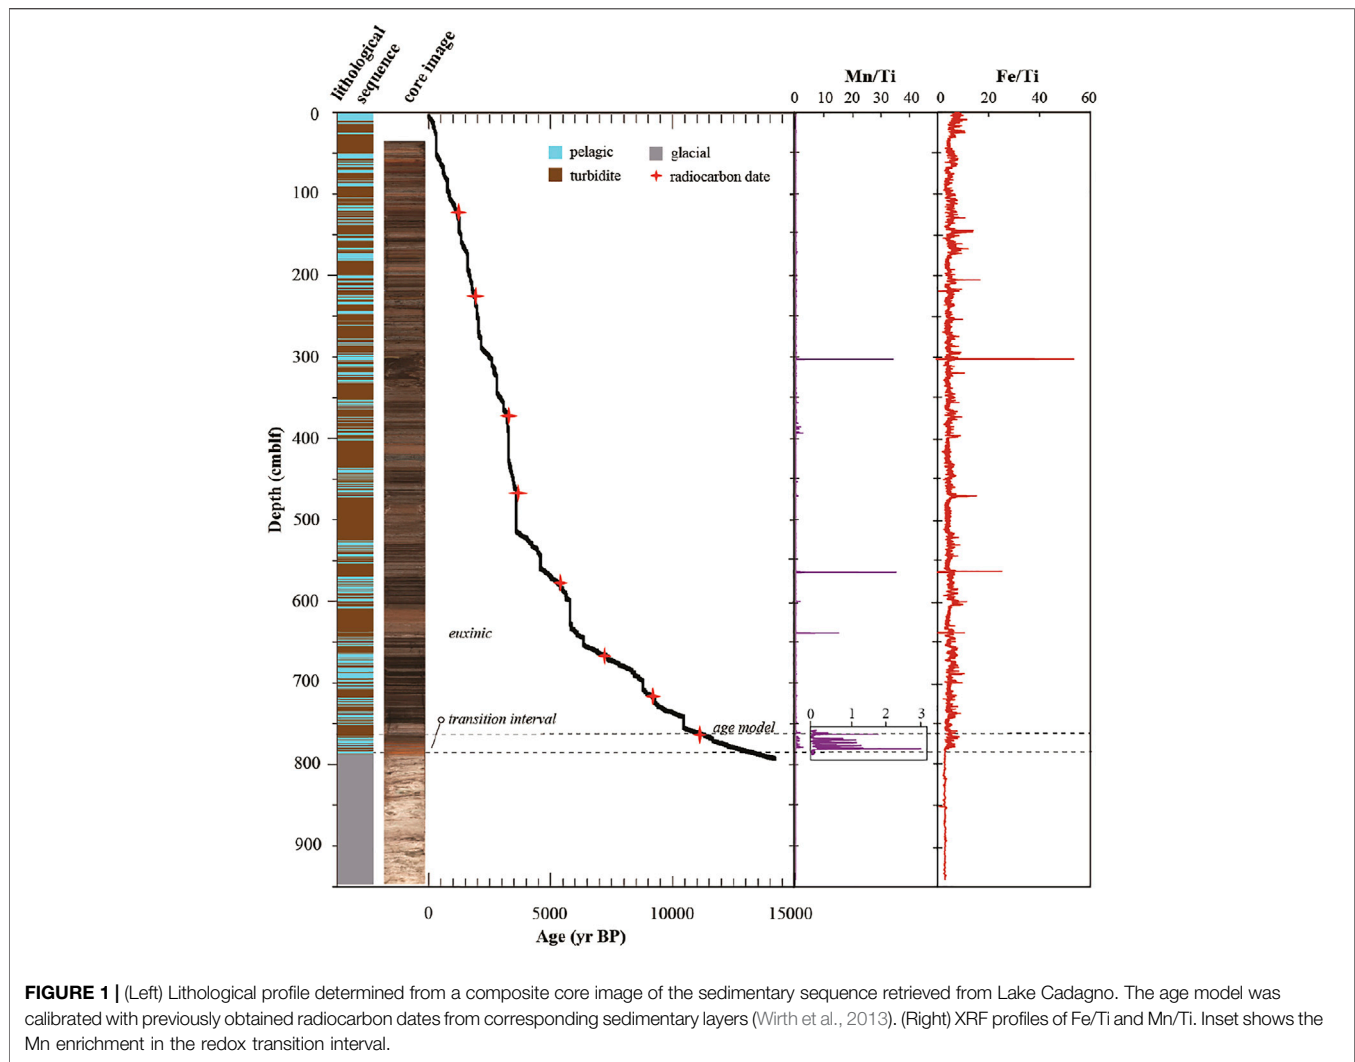 lithological
sequence
core image
Mn/Ti
Fe/Ti
0 10 20 30 40
0 20 40 60
pelagic
glacial
turbidite
radiocarbon date
0
100
200
300
400
500
600
700
800
900
Depth (cmblf)
euxinic
transition interval
age model
0 1 2 3
0 5000 10000 15000
Age (yr BP)
FIGURE 1 | (Left) Lithological profile determined from a composite core image of the sedimentary sequence retrieved from Lake Cadagno. The age model was
calibrated with previously obtained radiocarbon dates from corresponding sedimentary layers (Wirth et al., 2013). (Right) XRF profiles of Fe/Ti and Mn/Ti. Inset shows the
Mn enrichment in the redox transition interval.